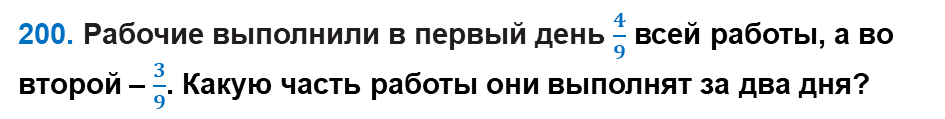 200. Рабочие выполнили в первый день 4/9 всей работы, а во
второй – 3/9. Какую часть работы они выполнят за два дня?